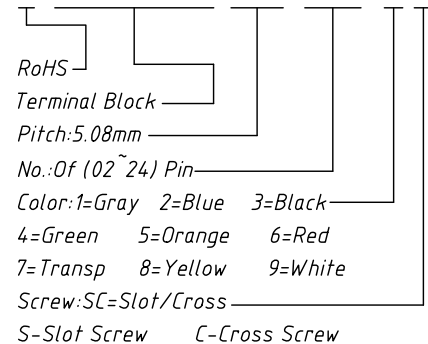 RoHS
Terminal Block
Pitch:5.08mm
No.:Of (02~24) Pin
Color:1=Gray 2=Blue 3=Black
4=Green 5=Orange 6=Red
7=Transp 8=Yellow 9=White
Screw:SC=Slot/Cross
S-Slot Screw C-Cross Screw